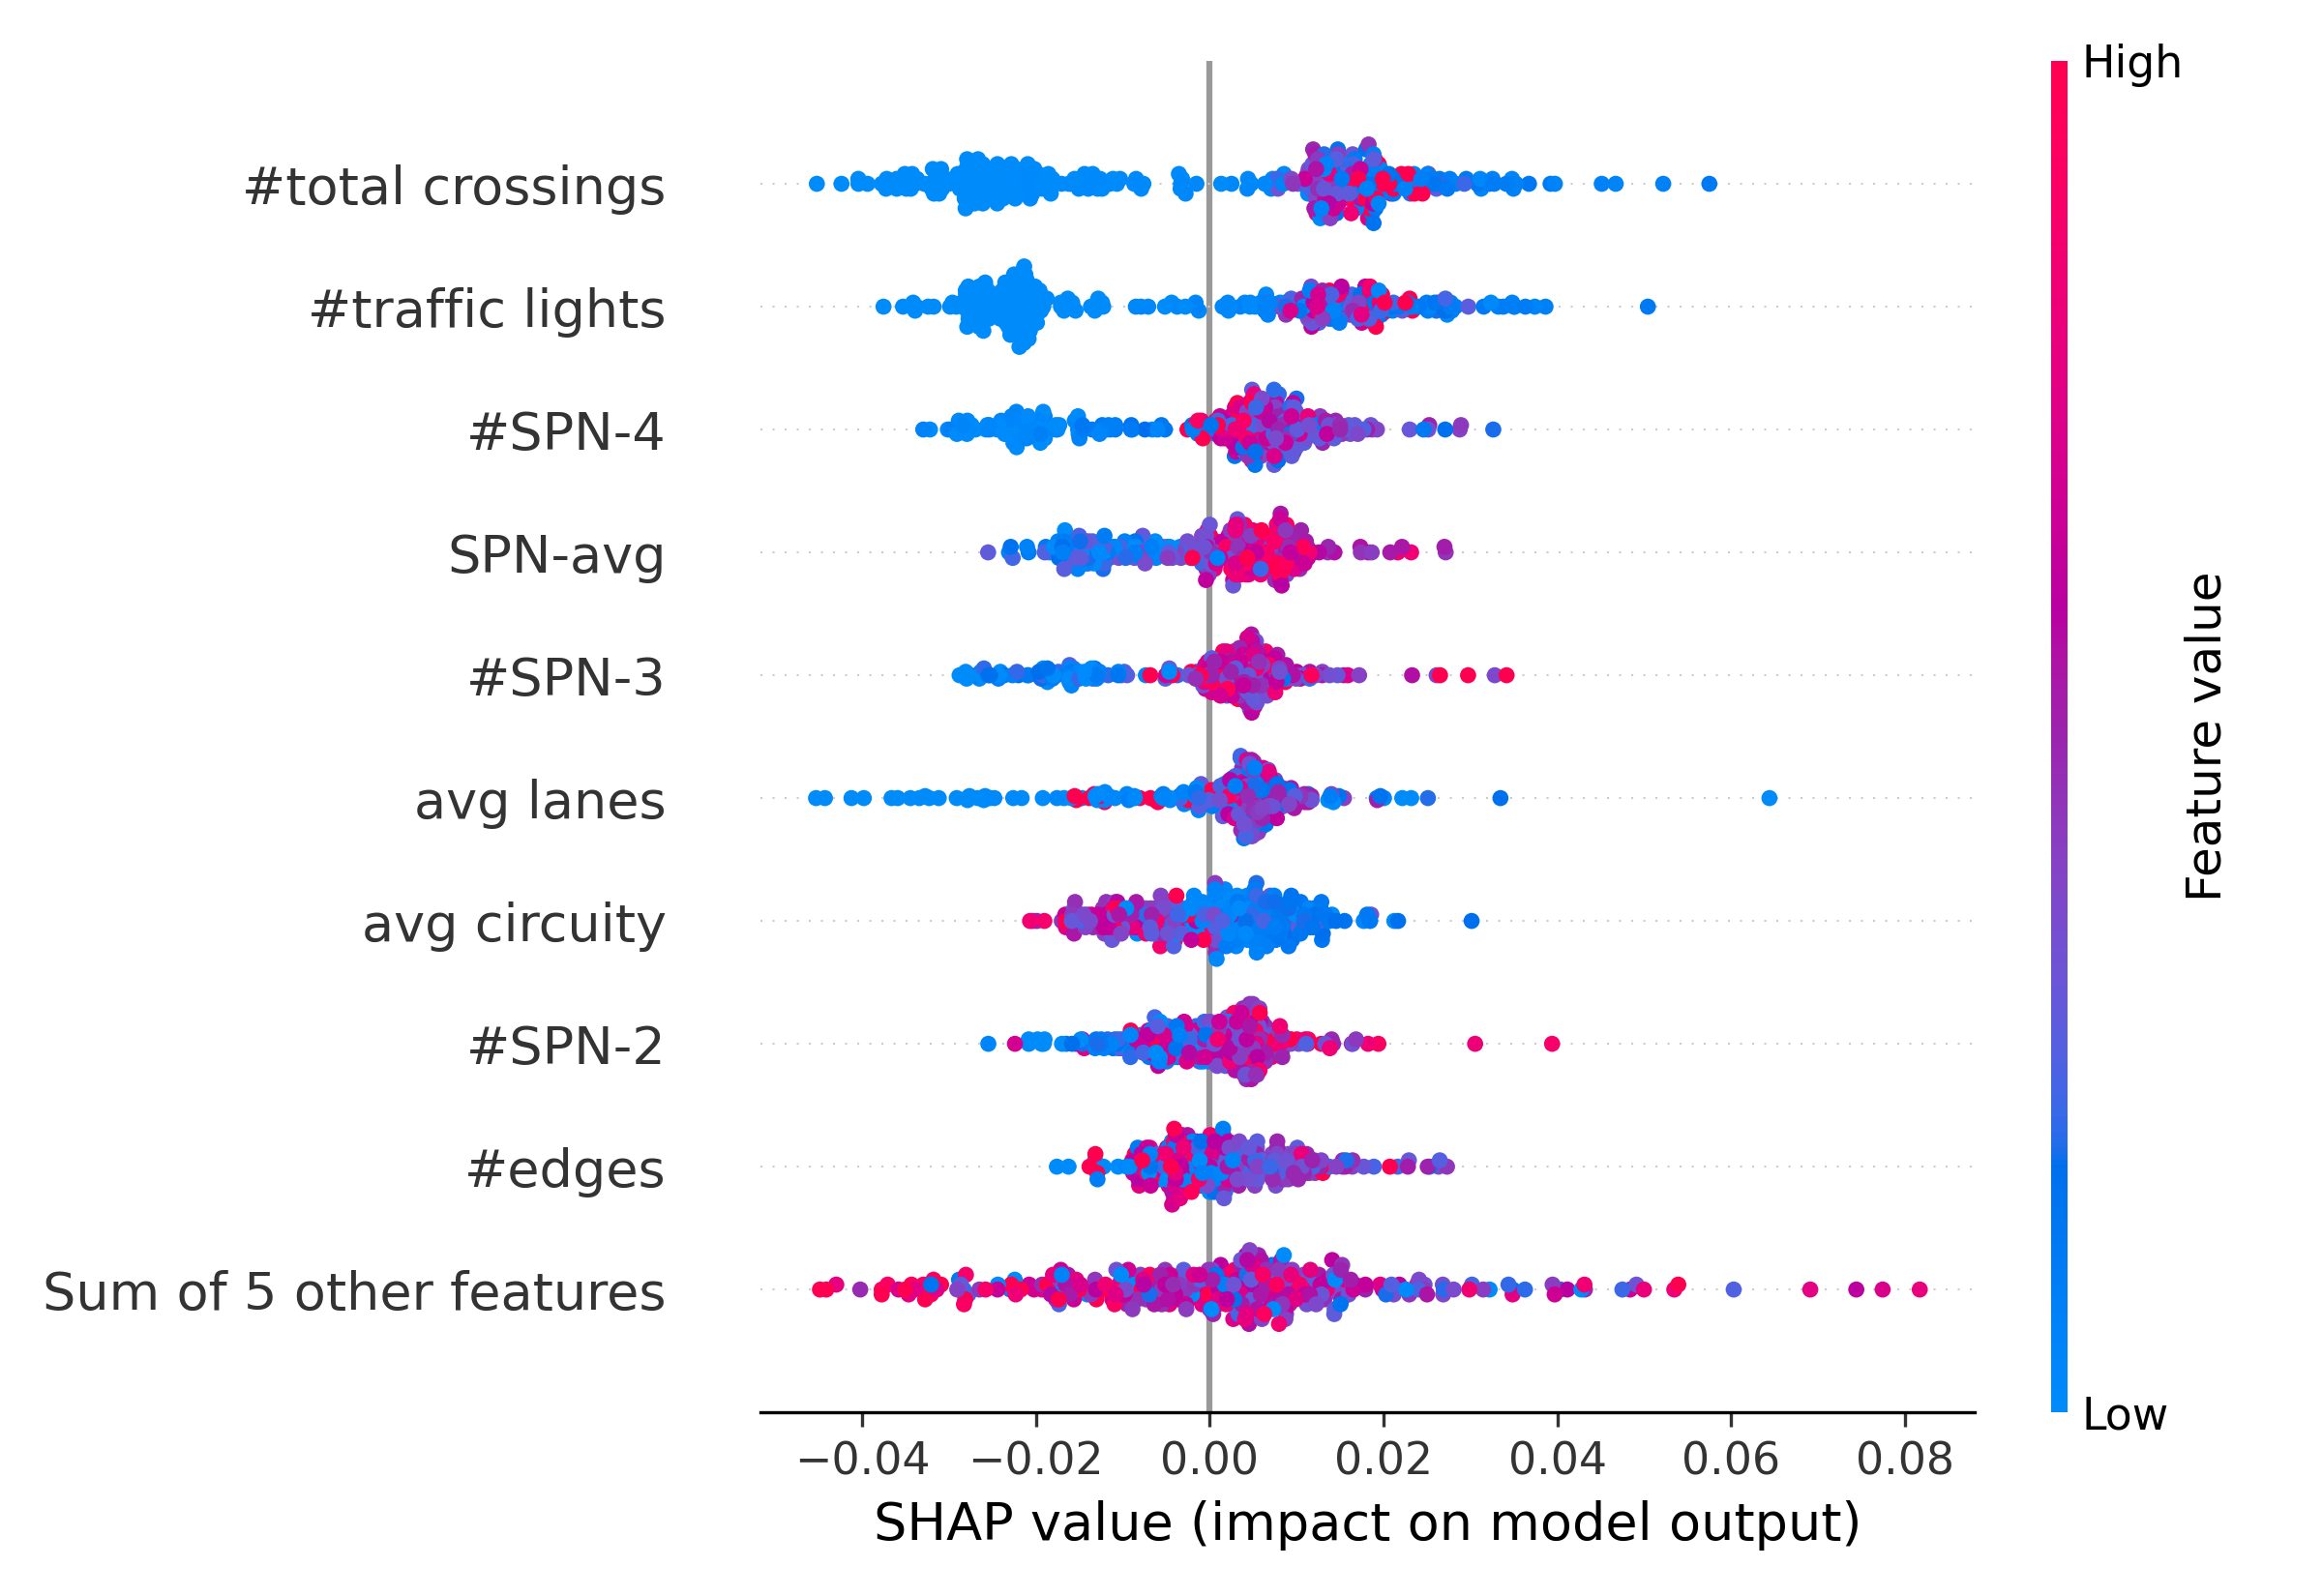 High
#total crossings
#traffic lights
#SPN-4
SPN-avg
#SPN-3
avg lanes
avg circuity
#SPN-2
#edges
Sum of 5 other features
Feature value
Low
−0.04 −0.02 0.00 0.02 0.04 0.06 0.08
SHAP value (impact on model output)